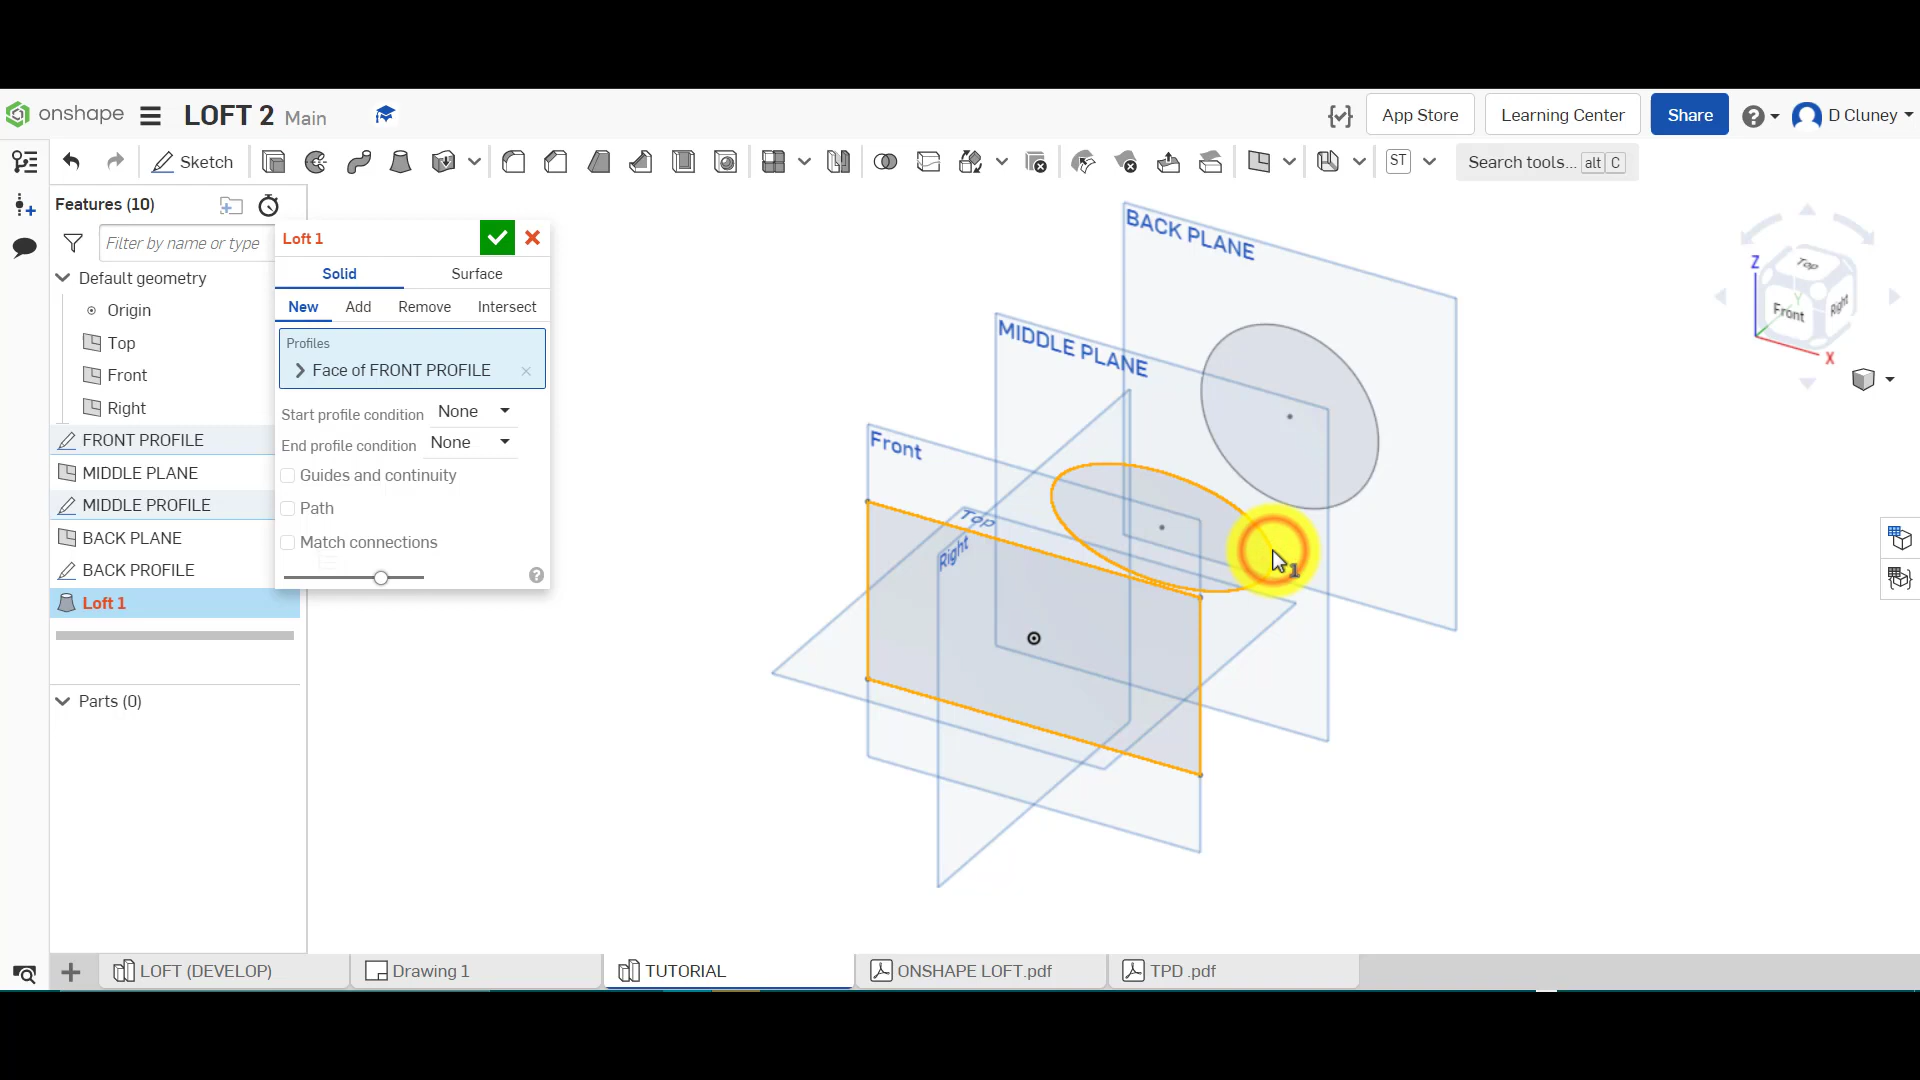 onshape LOFT 2 Main App Store Learning Center Share D Cluney
Sketch ST Search tools... alt C
Features (10)
Filter by name or type
Default geometry
Origin
Top
Front
Right
FRONT PROFILE
MIDDLE PLANE
MIDDLE PROFILE
BACK PLANE
BACK PROFILE
Loft 1
Parts (0)
Loft 1
Solid Surface
New Add Remove Intersect
Profiles
Face of FRONT PROFILE
Start profile condition None
End profile condition None
Guides and continuity
Path
Match connections
BACK PLANE
MIDDLE PLANE
Front
Top
Right
1
Z
Top
Y
Front
Right
X
LOFT (DEVELOP) Drawing 1 TUTORIAL ONSHAPE LOFT.pdf TPD .pdf